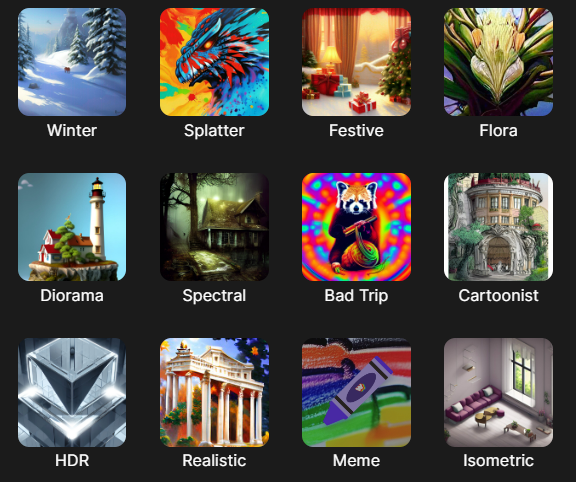 Winter
Splatter
Festive
Flora
Diorama
Spectral
Bad Trip
Cartoonist
HDR
Realistic
Meme
Isometric